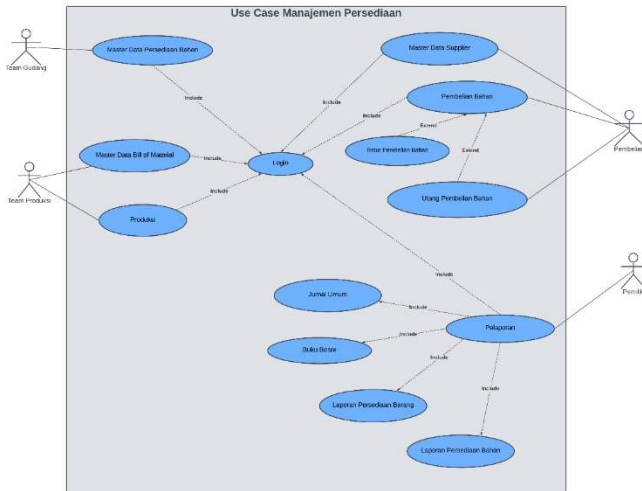 Use Case Manajemen Persediaan
Team Gudang
Master Data Persediaan Bahan
Master Data Supplier
Include
Include
Include
Pembelian Bahan
Pembelian
Extend
Retur Pembelian Bahan
Extend
Master Data Bill of Material
Include
Login
Include
Team Produksi
Produksi
Utang Pembelian Bahan
Include
Pemilik
Jurnal Umum
Include
Pelaporan
Buku Besar
Include
Include
Include
Laporan Persediaan Barang
Laporan Persediaan Bahan